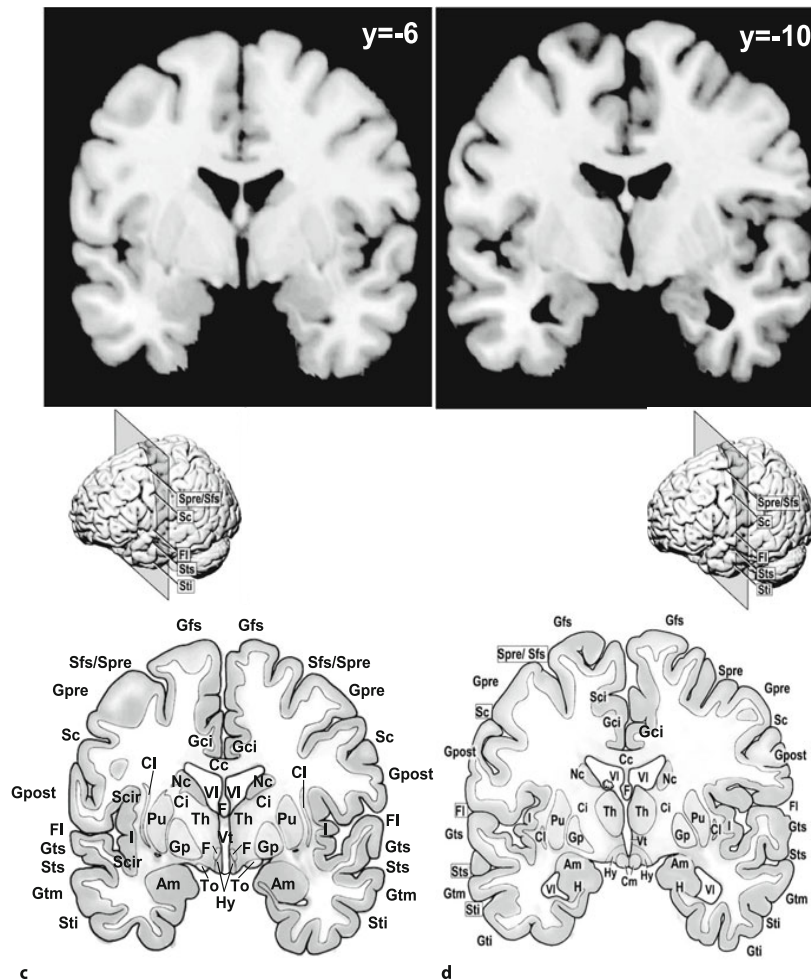 y=-6
y=-10
Spre/Sfs
Sc
Fl
Sts
Sti
Spre/Sfs
Sc
Fl
Sts
Sti
Gfs
Sfs/Spre
Sfs/Spre
Gpre
Gpre
Sc
Sc
Gci
Gci
Cc
Cl
Cl
Nc
Nc
Gpost
Gpost
Scir
Ci
Vl
Vl
Ci
F
Pu
Th
Th
Pu
Fl
I
Vt
I
Fl
Gts
Scir
Gp
F
F
Gp
Gts
Sts
Sts
Gtm
Am
To
To
Am
Gtm
Hy
Sti
Sti
c
Gfs
Gfs
Spre/ Sfs
Spre
Gpre
Gpre
Sci
Sc
Sc
Gci
Gci
Gpost
Gpost
Cc
Nc
Vl
Vl
Nc
F
Fl
Ci
Ci
Fl
I
Pu
Th
Th
Pu
I
Gts
Cl
Gp
Gp
Cl
Gts
Vt
Sts
Am
Am
Sts
Hy
Hy
Cm
Gtm
Vl
H
H
Vl
Gtm
Sti
Sti
Gti
Gti
d